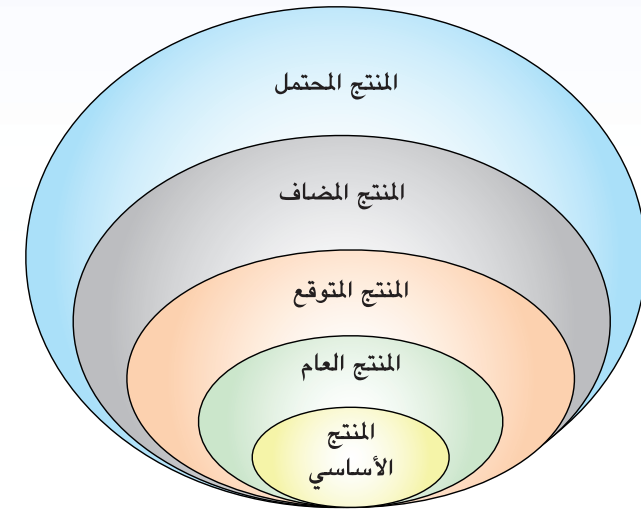 المنتج المحتمل
المنتج المضاف
المنتج المتوقع
المنتج العام
المنتج
الأساسي